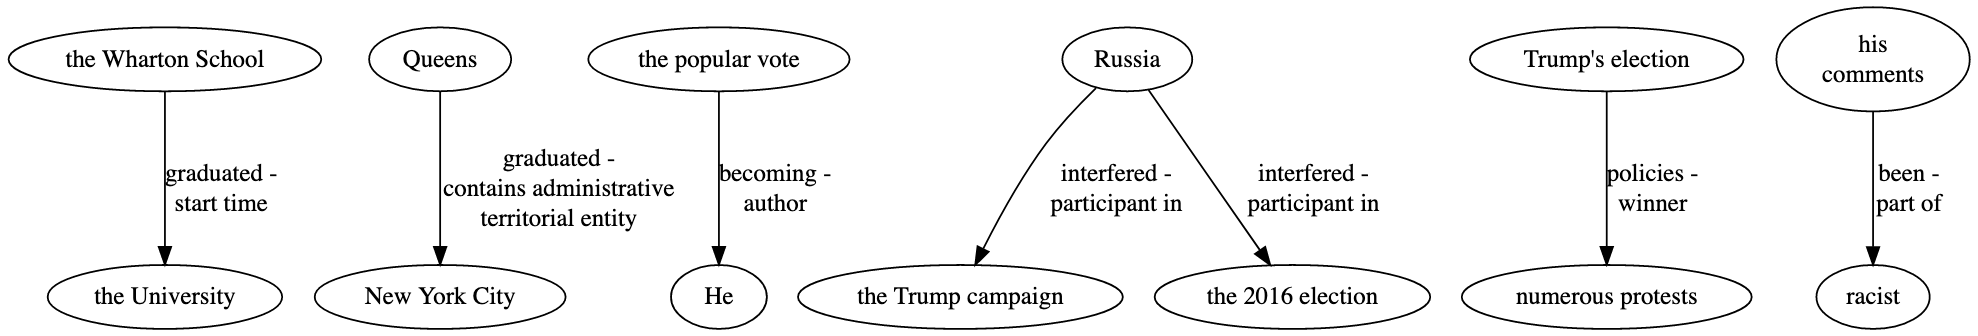 the Wharton School
Queens
the popular vote
Russia
Trump's election
his
comments
graduated -
start time
graduated -
contains administrative
territorial entity
becoming -
author
interfered -
participant in
interfered -
participant in
policies -
winner
been -
part of
the University
New York City
He
the Trump campaign
the 2016 election
numerous protests
racist